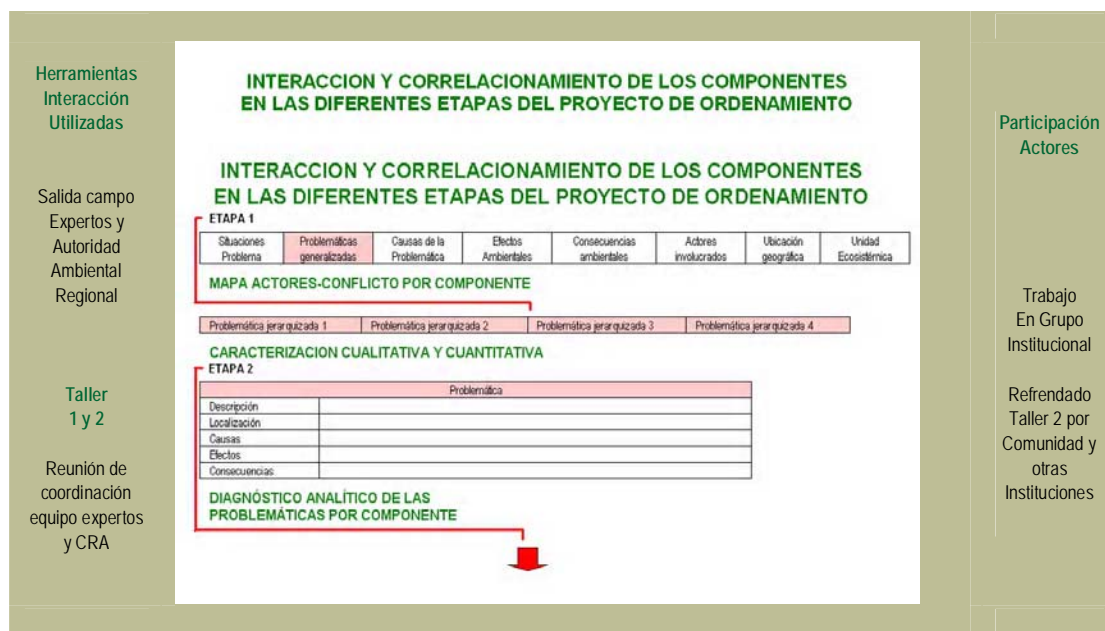 Herramientas
Interacción
Utilizadas
Salida campo
Expertos y
Autoridad
Ambiental
Regional
Taller
1 y 2
Reunión de
coordinación
equipo expertos
y CRA
INTERACCION Y CORRELACIONAMIENTO DE LOS COMPONENTES
EN LAS DIFERENTES ETAPAS DEL PROYECTO DE ORDENAMIENTO
INTERACCION Y CORRELACIONAMIENTO DE LOS COMPONENTES
EN LAS DIFERENTES ETAPAS DEL PROYECTO DE ORDENAMIENTO
ETAPA 1
Situaciones Problema
Problemáticas generalizadas
Causas de la Problemática
Efectos Ambientales
Consecuencias ambientales
Actores involucrados
Ubicación geográfica
Unidad Ecosistémica
MAPA ACTORES-CONFLICTO POR COMPONENTE
Problemática jerarquizada 1 Problemática jerarquizada 2 Problemática jerarquizada 3 Problemática jerarquizada 4
CARACTERIZACION CUALITATIVA Y CUANTITATIVA
ETAPA 2
Problemática
Descripción
Localización
Causas
Efectos
Consecuencias
DIAGNÓSTICO ANALÍTICO DE LAS
PROBLEMÁTICAS POR COMPONENTE
Participación
Actores
Trabajo
En Grupo
Institucional
Refrendado
Taller 2 por
Comunidad y
otras
Instituciones